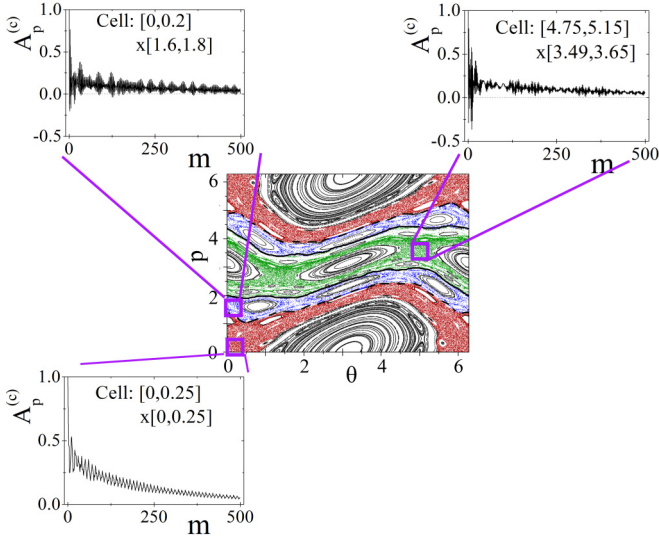 1.0
0.5
0.0
-0.5
A_p^(c)
Cell: [0,0.2]
x[1.6,1.8]
0
250
500
m
1.0
0.5
0.0
-0.5
A_p^(c)
Cell: [4.75,5.15]
x[3.49,3.65]
0
250
500
m
6
4
2
0
p
0
2
4
6
θ
1.0
0.5
0.0
A_p^(c)
Cell: [0,0.25]
x[0,0.25]
0
250
500
m